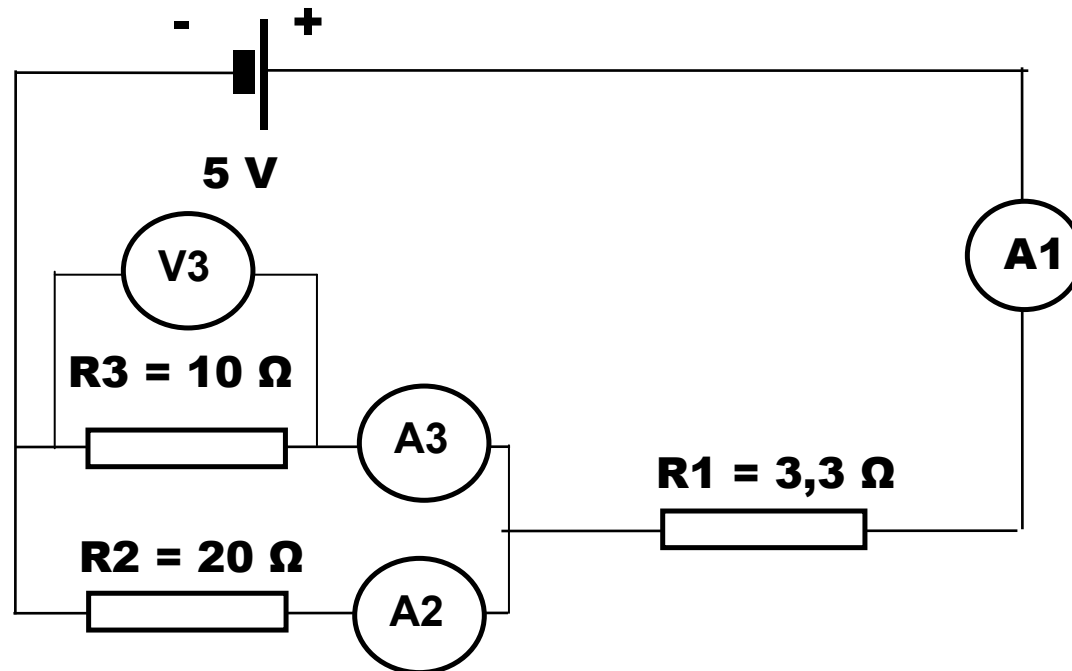 - +
5 V
V3
A1
R3 = 10 Ω
A3
R1 = 3,3 Ω
R2 = 20 Ω
A2